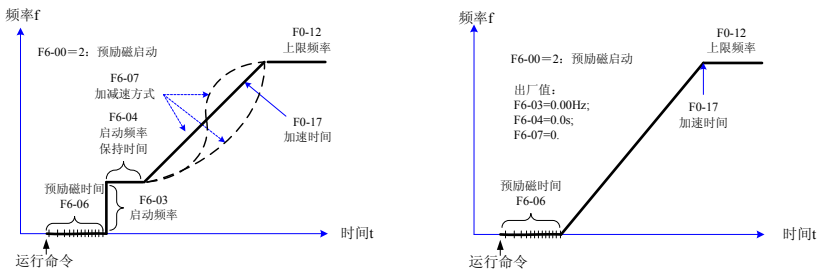 频率f
F6-00＝2：预励磁启动
F0-12
上限频率
F6-07
加减速方式
F6-04
启动频率
保持时间
F0-17
加速时间
预励磁时间
F6-06
F6-03
启动频率
时间t
运行命令
频率f
F0-12
上限频率
F6-00＝2：预励磁启动
出厂值：
F6-03=0.00Hz;
F6-04=0.0s;
F6-07=0.
F0-17
加速时间
预励磁时间
F6-06
时间t
运行命令